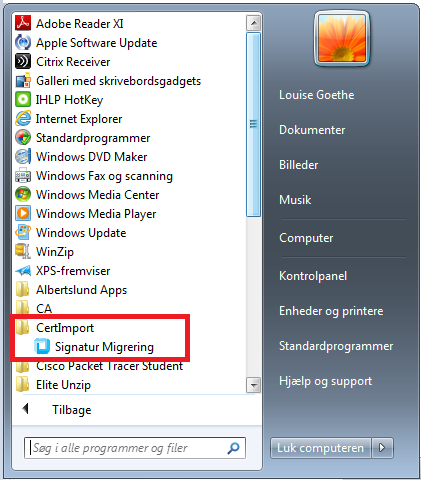 Adobe Reader XI
Apple Software Update
Citrix Receiver
Galleri med skrivebordsgadgets
IHLP HotKey
Internet Explorer
Standardprogrammer
Windows DVD Maker
Windows Fax og scanning
Windows Media Center
Windows Media Player
Windows Update
WinZip
XPS-fremviser
Albertslund Apps
CA
CertImport
Signatur Migrering
Cisco Packet Tracer Student
Elite Unzip
Tilbage
Søg i alle programmer og filer
Louise Goethe
Dokumenter
Billeder
Musik
Computer
Kontrolpanel
Enheder og printere
Standardprogrammer
Hjælp og support
Luk computeren